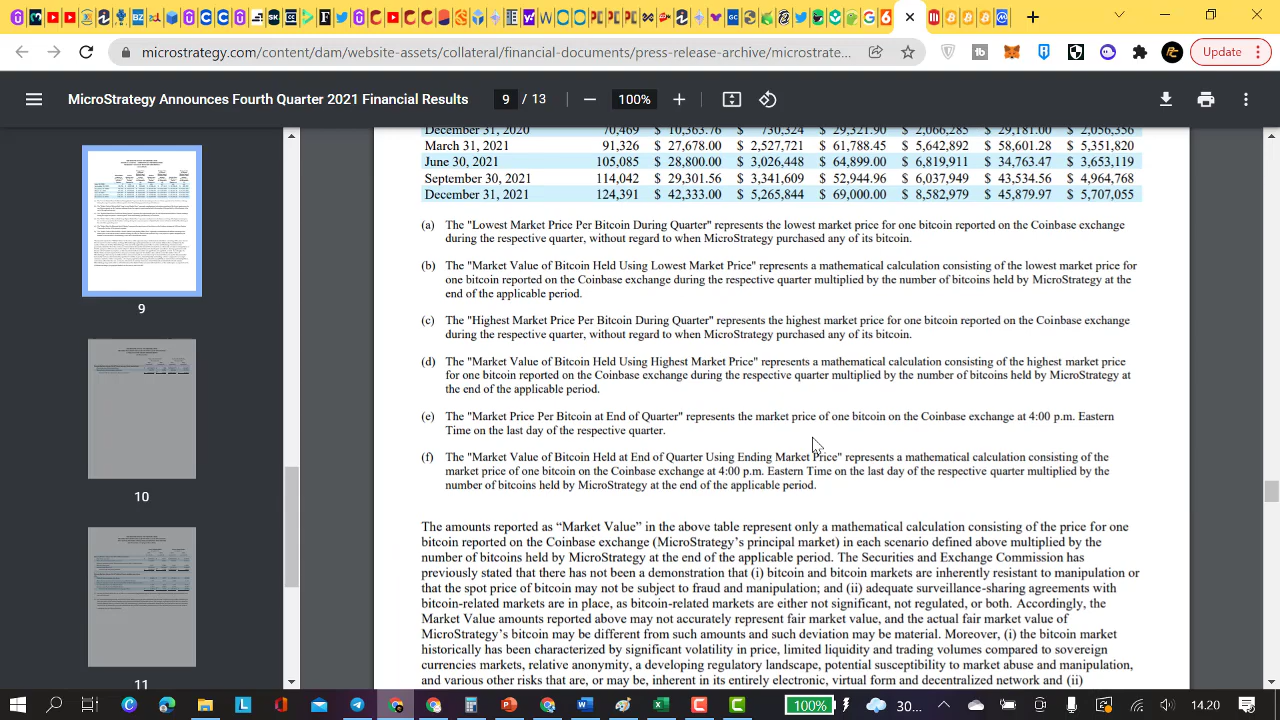 Update
microstrategy.com/content/dam/website-assets/collateral/financial-documents/press-release-archive/microstrate...
MicroStrategy Announces Fourth Quarter 2021 Financial Results
9 / 13
100%
December 31, 2020 70,469 $ 10,363.76 $ 730,324 $ 29,321.90 $ 2,066,285 $ 29,181.00 $ 2,056,356
March 31, 2021 91,326 $ 27,678.00 $ 2,527,721 $ 61,788.45 $ 5,642,892 $ 58,601.28 $ 5,351,820
June 30, 2021 105,085 $ 28,800.00 $ 3,026,448 $ 64,899.00 $ 6,819,911 $ 34,763.47 $ 3,653,119
September 30, 2021 114,042 $ 29,301.56 $ 3,341,609 $ 52,944.96 $ 6,037,949 $ 43,534.56 $ 4,964,768
December 31, 2021 124,391 $ 42,333.00 $ 5,265,844 $ 69,000.00 $ 8,582,979 $ 45,879.97 $ 5,707,055
(a) The "Lowest Market Price Per Bitcoin During Quarter" represents the lowest market price for one bitcoin reported on the Coinbase exchange
during the respective quarter, without regard to when MicroStrategy purchased any of its bitcoin.
(b) The "Market Value of Bitcoin Held Using Lowest Market Price" represents a mathematical calculation consisting of the lowest market price for
one bitcoin reported on the Coinbase exchange during the respective quarter multiplied by the number of bitcoins held by MicroStrategy at the
end of the applicable period.
(c) The "Highest Market Price Per Bitcoin During Quarter" represents the highest market price for one bitcoin reported on the Coinbase exchange
during the respective quarter, without regard to when MicroStrategy purchased any of its bitcoin.
(d) The "Market Value of Bitcoin Held Using Highest Market Price" represents a mathematical calculation consisting of the highest market price
for one bitcoin reported on the Coinbase exchange during the respective quarter multiplied by the number of bitcoins held by MicroStrategy at
the end of the applicable period.
(e) The "Market Price Per Bitcoin at End of Quarter" represents the market price of one bitcoin on the Coinbase exchange at 4:00 p.m. Eastern
Time on the last day of the respective quarter.
(f) The "Market Value of Bitcoin Held at End of Quarter Using Ending Market Price" represents a mathematical calculation consisting of the
market price of one bitcoin on the Coinbase exchange at 4:00 p.m. Eastern Time on the last day of the respective quarter multiplied by the
number of bitcoins held by MicroStrategy at the end of the applicable period.
The amounts reported as “Market Value” in the above table represent only a mathematical calculation consisting of the price for one
bitcoin reported on the Coinbase exchange (MicroStrategy’s principal market) in each scenario defined above multiplied by the
number of bitcoins held by MicroStrategy at the end of the applicable period. The Securities and Exchange Commission has
previously stated that there has not been a demonstration that (i) bitcoin and bitcoin markets are inherently resistant to manipulation or
that the spot price of bitcoin may not be subject to fraud and manipulation; and (ii) adequate surveillance-sharing agreements with
bitcoin-related markets are in place, as bitcoin-related markets are either not significant, not regulated, or both. Accordingly, the
Market Value amounts reported above may not accurately represent fair market value, and the actual fair market value of
MicroStrategy’s bitcoin may be different from such amounts and such deviation may be material. Moreover, (i) the bitcoin market
historically has been characterized by significant volatility in price, limited liquidity and trading volumes compared to sovereign
currencies markets, relative anonymity, a developing regulatory landscape, potential susceptibility to market abuse and manipulation,
and various other risks that are, or may be, inherent in its entirely electronic, virtual form and decentralized network and (ii)
9
10
11
100%
30...
14.20